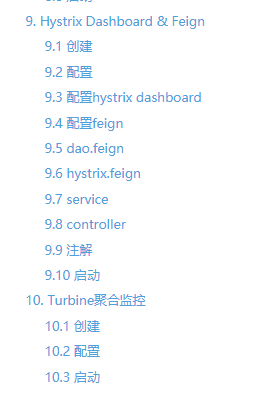 9. Hystrix Dashboard & Feign
9.1 创建
9.2 配置
9.3 配置hystrix dashboard
9.4 配置feign
9.5 dao.feign
9.6 hystrix.feign
9.7 service
9.8 controller
9.9 注解
9.10 启动
10. Turbine聚合监控
10.1 创建
10.2 配置
10.3 启动